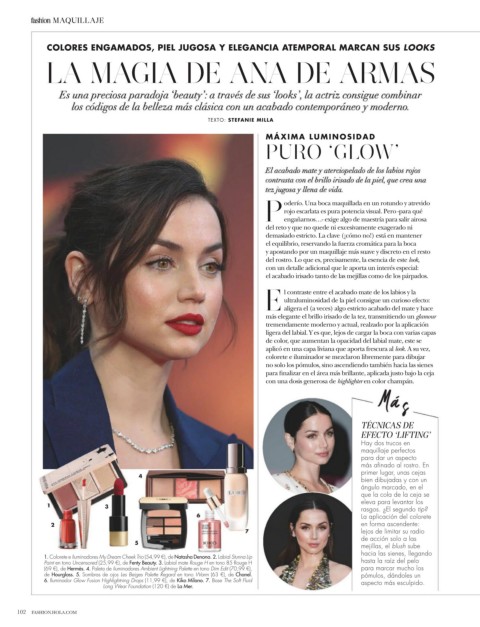 fashion MAQUILLAJE
COLORES ENGAMADOS, PIEL JUGOSA Y ELEGANCIA ATEMPORAL MARCAN SUS LOOKS
LA MAGIA DE ANA DE ARMAS
Es una preciosa paradoja 'beauty': a través de sus 'looks', la actriz consigue combinar
los códigos de la belleza más clásica con un acabado contemporáneo y moderno.
TEXTO: STEFANIE MILLA
MÁXIMA LUMINOSIDAD
PURO 'GLOW'
El acabado mate y aterciopelado de los labios rojos
contrasta con el brillo irisado de la piel, que crea una
tez jugosa y llena de vida.
Poderío. Una boca maquillada en un rotundo y atrevido
rojo escarlata es pura potencia visual. Pero -para qué
engañarnos...- exige algo de maestría para salir airosa
del reto y que no quede ni excesivamente exagerado ni
demasiado estricto. La clave (¿cómo no!) está en mantener
el equilibrio, reservando la fuerza cromática para la boca
y apostando por un maquillaje más suave y discreto en el resto
del rostro. Lo que es, precisamente, la esencia de este look,
con un detalle adicional que le aporta un interés especial:
el acabado irisado tanto de las mejillas como de los párpados.
El contraste entre el acabado mate de los labios y la
ultraluminosidad de la piel consigue un curioso efecto:
aligera el (a veces) algo estricto acabado del mate y hace
más elegante el brillo irisado de la tez, transmitiendo un glamour
tremendamente moderno y actual, realzado por la aplicación
ligera del labial. Y es que, lejos de cargar la boca con varias capas
de color, que aumentan la opacidad del labial mate, este se
aplicó en una capa liviana que aporta frescura al look. A su vez,
colorete e iluminador se mezclaron libremente para dibujar
no solo los pómulos, sino ascendiendo también hacia las sienes
para finalizar en el área más brillante, aplicada justo bajo la ceja
con una dosis generosa de highlighter en color champán.
Más
TÉCNICAS DE
EFECTO 'LIFTING'
Hay dos trucos en
maquillaje perfectos
para dar un aspecto
más afinado al rostro. En
primer lugar, unas cejas
bien dibujadas y con un
ángulo marcado, en el
que la cola de la ceja se
eleva para levantar los
rasgos. ¿El segundo tip?
La aplicación del colorete
en forma ascendente:
lejos de limitar su radio
de acción solo a las
mejillas, el blush sube
hacia las sienes, llegando
hasta la raíz del pelo
para marcar mucho los
pómulos, dándoles un
aspecto más esculpido.
1
2
3
4
5
6
7
1. Colorete e iluminadores My Dream Cheek Trio (54,99 €), de Natasha Denona. 2. Labial Stunna Lip
Paint en tono Uncensored (25,99 €), de Fenty Beauty. 3. Labial mate Rouge H en tono 85 Rouge H
(69 €), de Hermès. 4. Paleta de iluminadores Ambient Lightning Palette en tono Dim Edit (70,99 €),
de Hourglass. 5. Sombras de ojos Les Beiges Palette Regard en tono Warm (63 €), de Chanel.
6. Iluminador Glow Fusion Highlighting Drops (11,99 €), de Kiko Milano. 7. Base The Soft Fluid
Long Wear Foundation (120 €) de La Mer.
102 FASHION.HOLA.COM